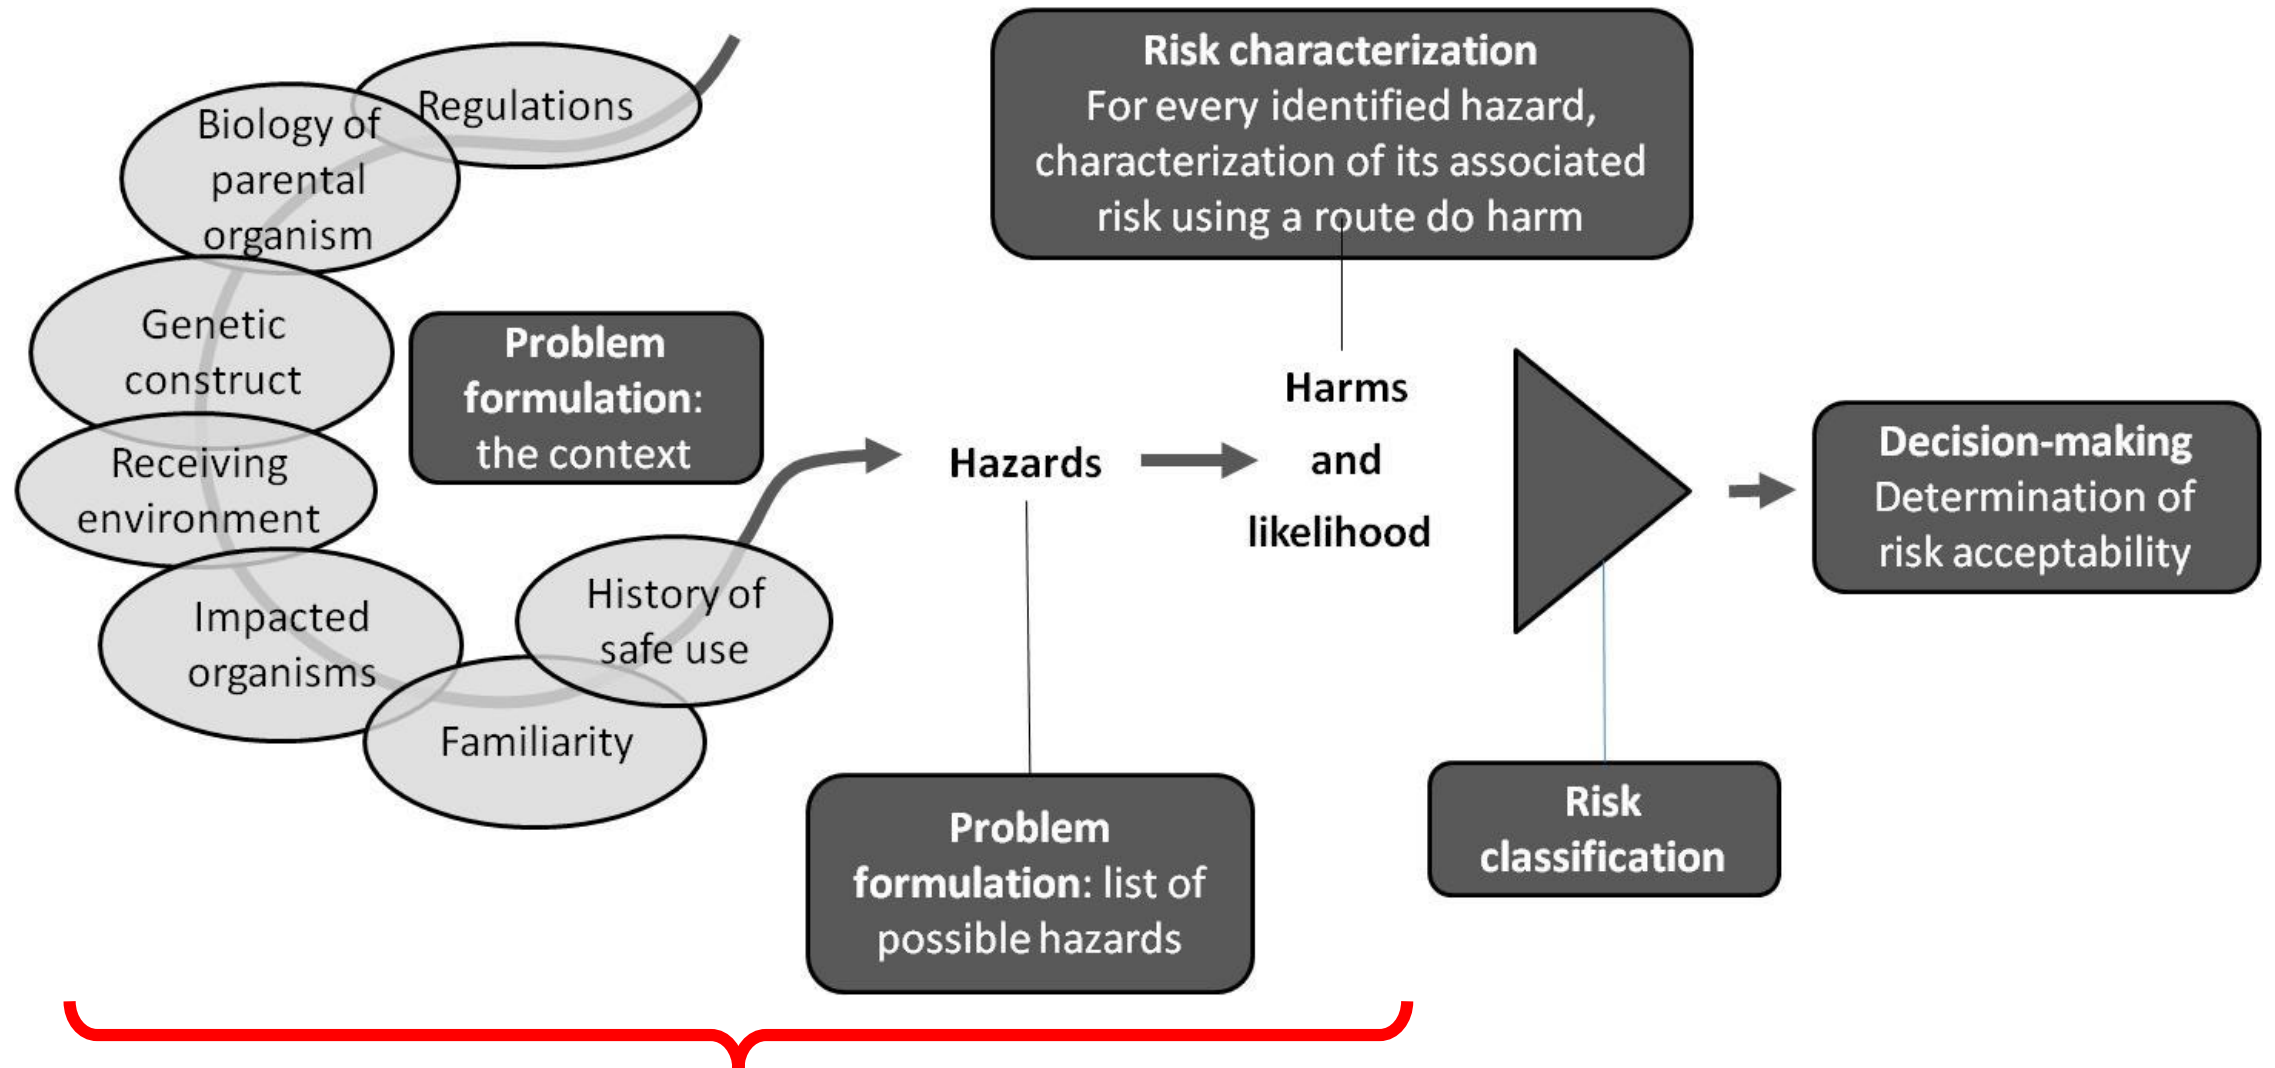 Regulations
Biology of
parental
organism
Genetic
construct
Receiving
environment
Impacted
organisms
Familiarity
History of
safe use
Problem
formulation:
the context
Hazards
Problem
formulation: list of
possible hazards
Risk characterization
For every identified hazard,
characterization of its associated
risk using a route do harm
Harms
and
likelihood
Risk
classification
Decision-making
Determination of
risk acceptability